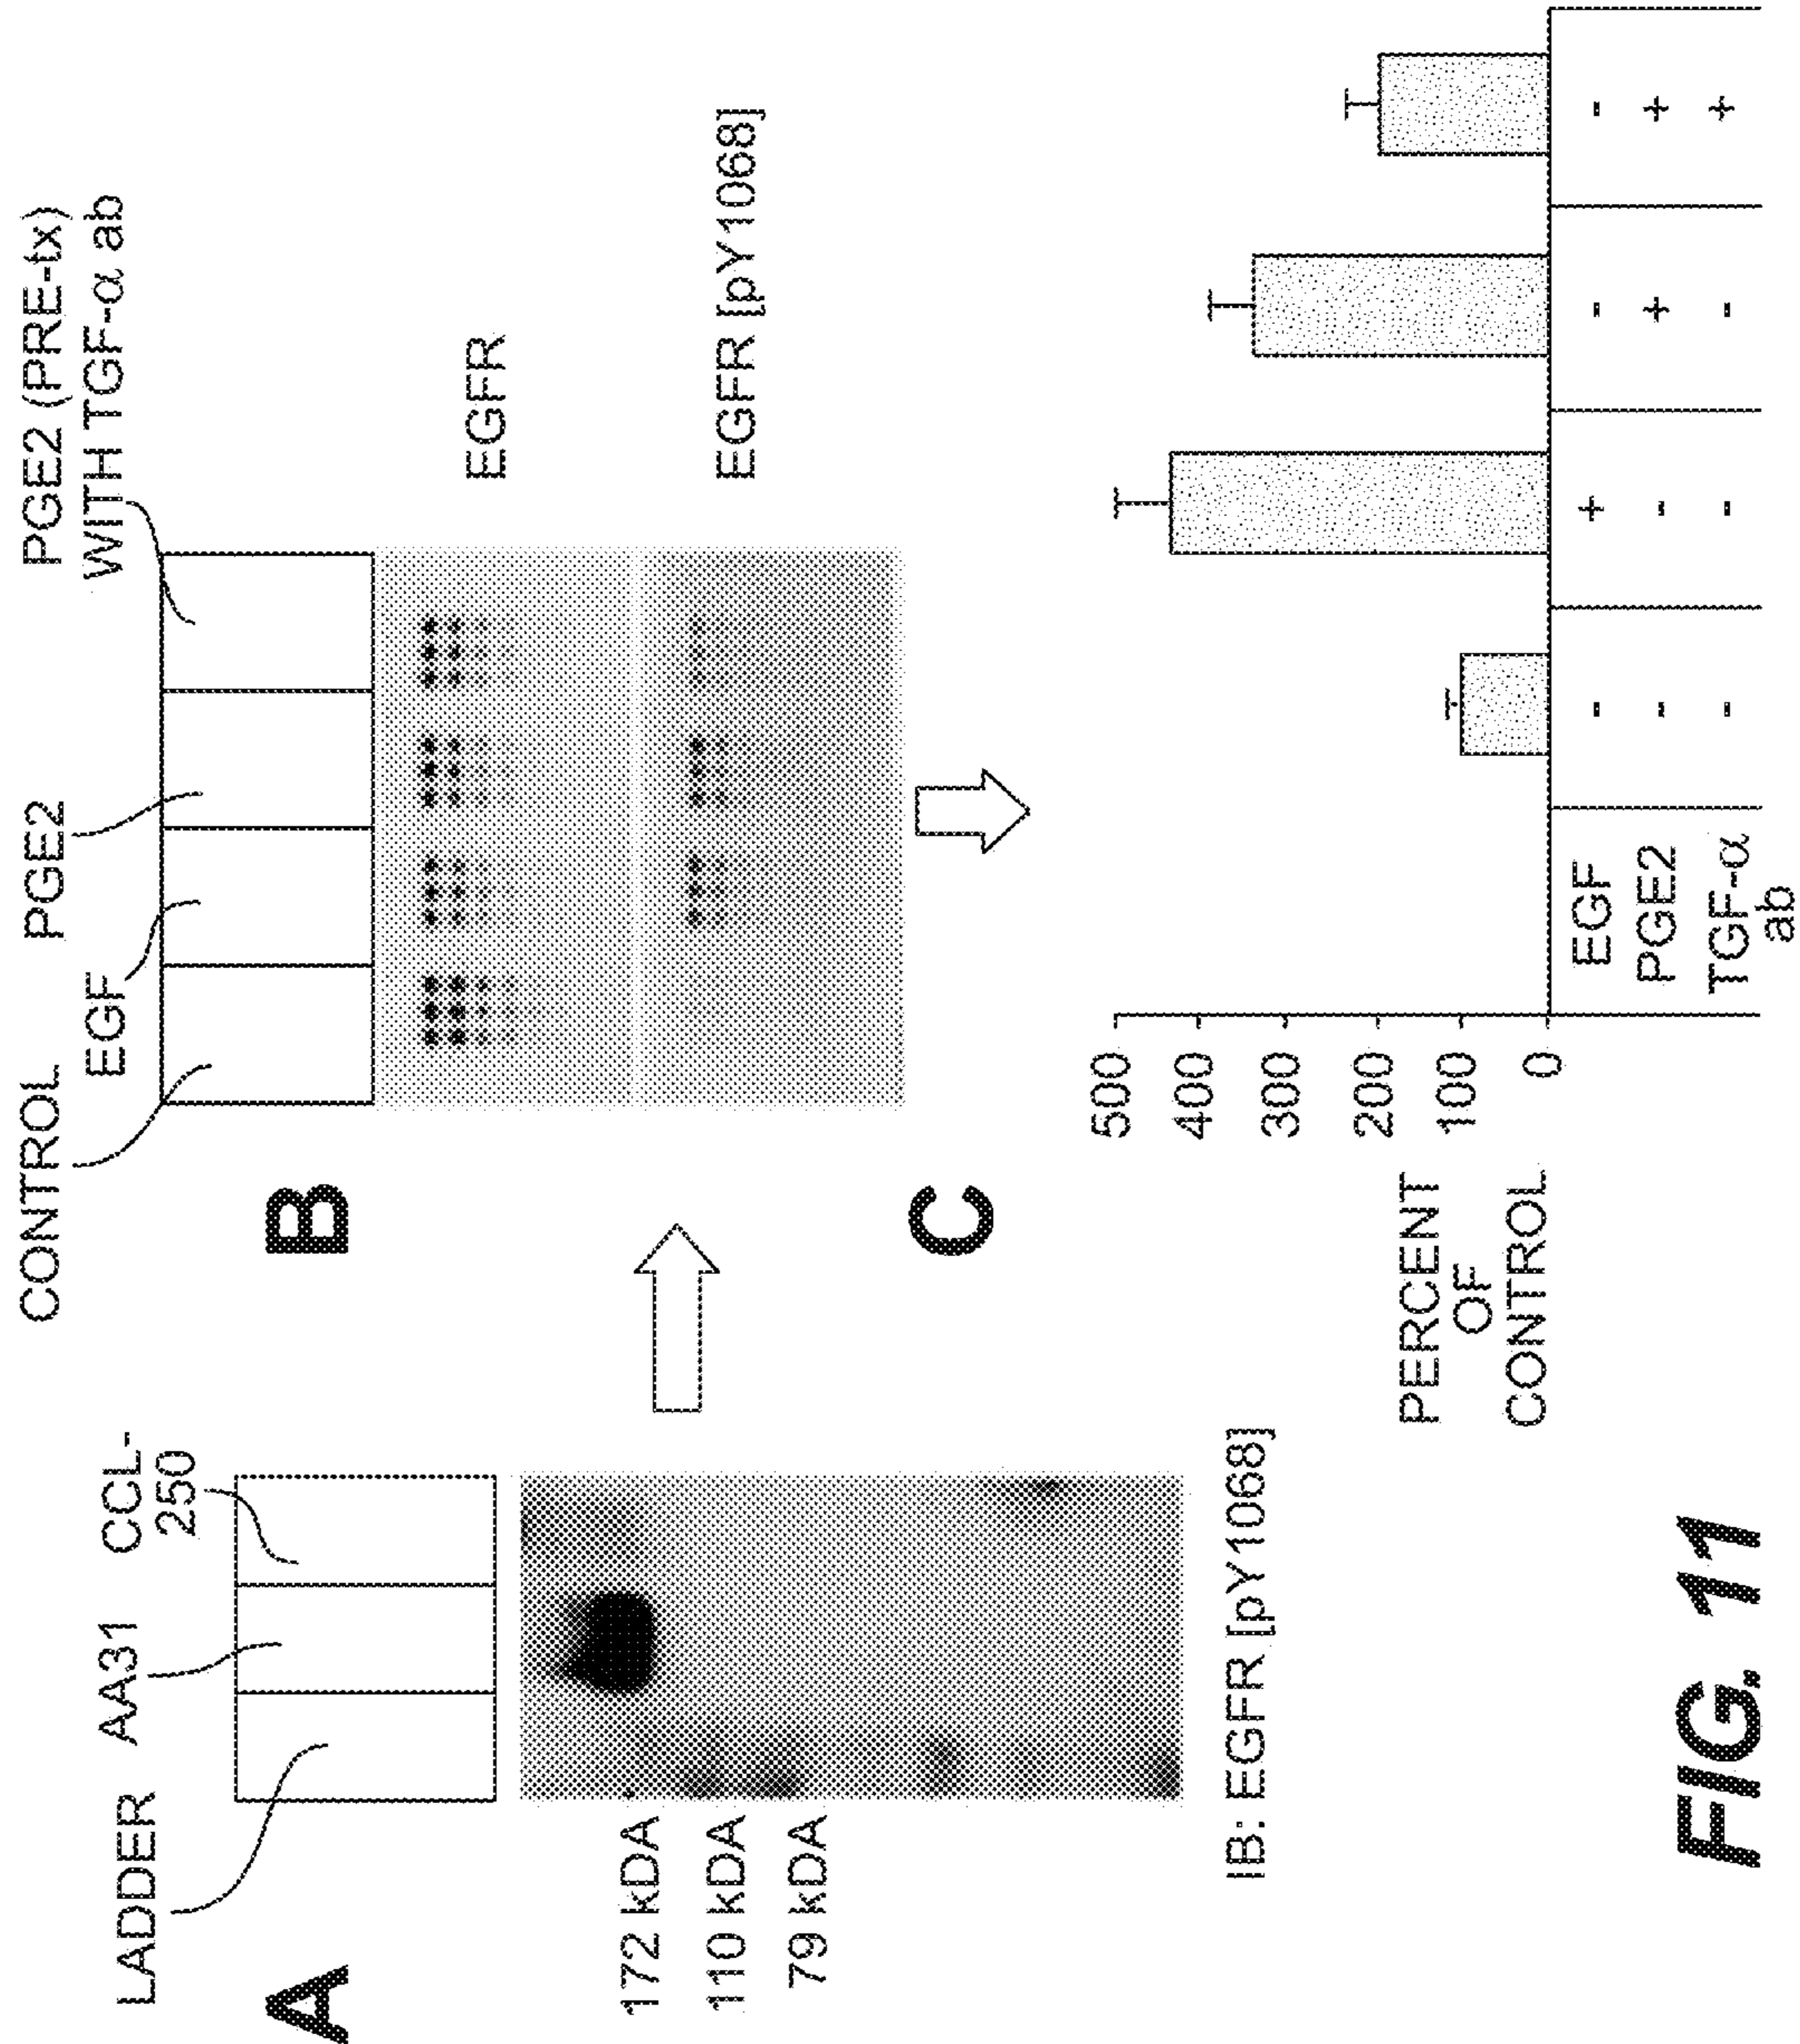 A
LADDER
AA31
CCL-
250
172 kDA
110 kDA
79 kDA
IB: EGFR [pY1068]
B
CONTROL
EGF
PGE2
PGE2 (PRE-tx)
WITH TGF-α ab
EGFR
EGFR [pY1068]
C
PERCENT
OF
CONTROL
500
400
300
200
100
0
EGF - + - -
PGE2 - - + +
TGF-α - - - +
ab
FIG. 11